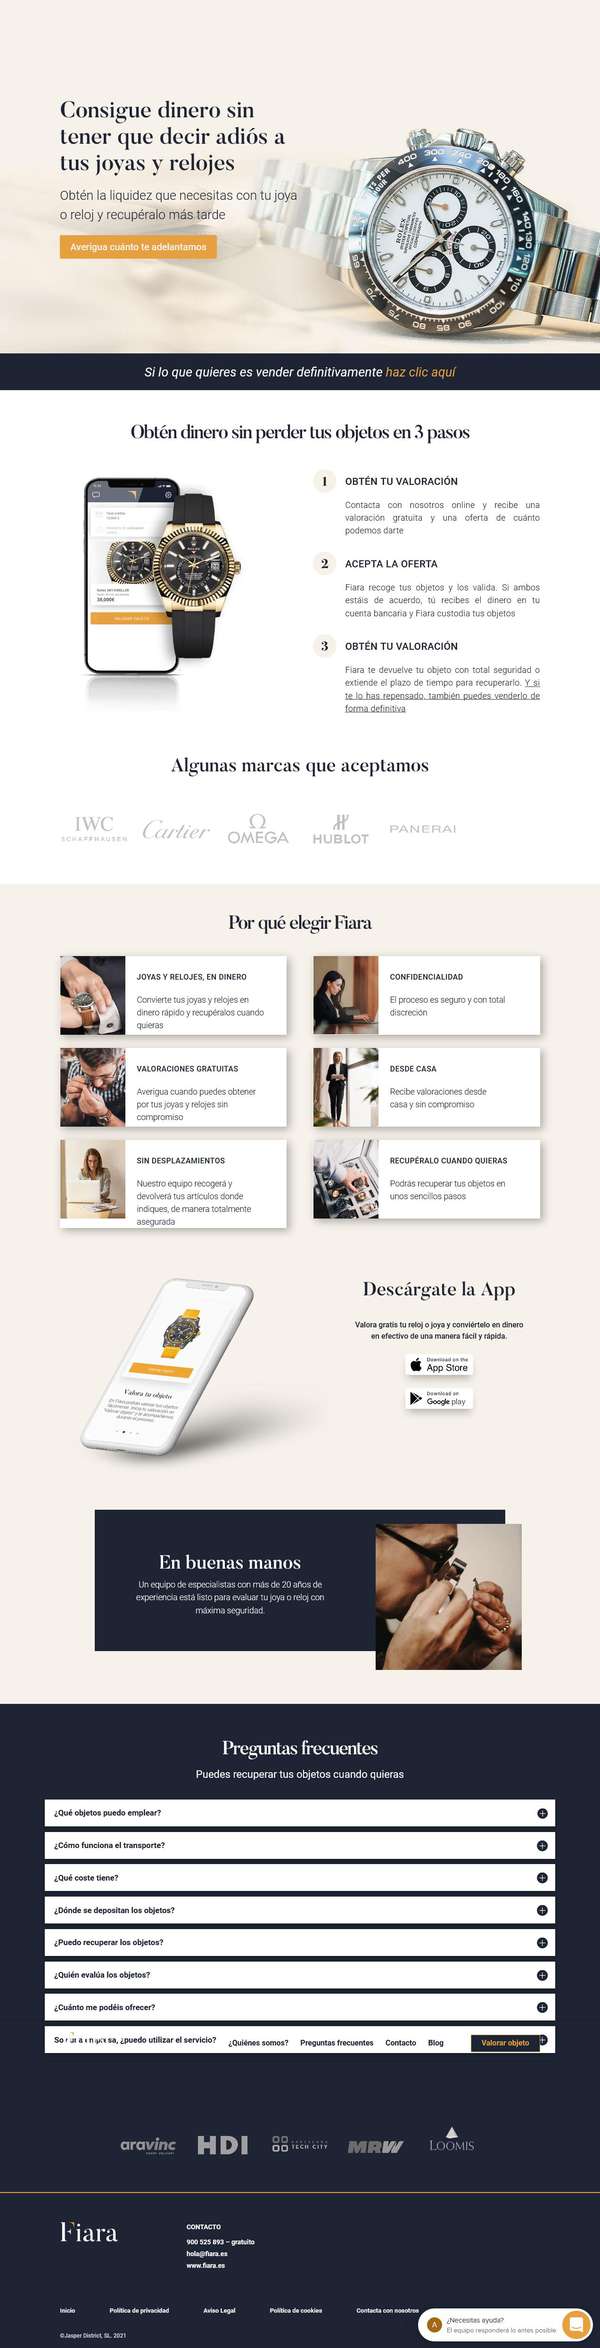 Consigue dinero sin
tener que decir adiós a
tus joyas y relojes
Obtén la liquidez que necesitas con tu joya
o reloj y recupéralo más tarde
Averigua cuánto te adelantamos
ROLEX
Si lo que quieres es vender definitivamente haz clic aquí
Obtén dinero sin perder tus objetos en 3 pasos
1 OBTÉN TU VALORACIÓN
Contacta con nosotros online y recibe una
valoración gratuita y una oferta de cuánto
podemos darte
2 ACEPTA LA OFERTA
Fiara recoge tus objetos y los valida. Si ambos
estáis de acuerdo, tú recibes el dinero en tu
cuenta bancaria y Fiara custodia tus objetos
3 OBTÉN TU VALORACIÓN
Fiara te devuelve tu objeto con total seguridad o
extiende el plazo de tiempo para recuperarlo. Y si
te lo has repensado, también puedes venderlo de
forma definitiva
Algunas marcas que aceptamos
IWC
SCHAFFHAUSEN
Cartier
OMEGA
HUBLOT
PANERAI
Por qué elegir Fiara
JOYAS Y RELOJES, EN DINERO
Convierte tus joyas y relojes en
dinero rápido y recupéralos cuando
quieras
CONFIDENCIALIDAD
El proceso es seguro y con total
discreción
VALORACIONES GRATUITAS
Averigua cuando puedes obtener
por tus joyas y relojes sin
compromiso
DESDE CASA
Recibe valoraciones desde
casa y sin compromiso
SIN DESPLAZAMIENTOS
Nuestro equipo recogerá y
devolverá tus artículos donde
indiques, de manera totalmente
asegurada
RECUPÉRALO CUANDO QUIERAS
Podrás recuperar tus objetos en
unos sencillos pasos
Valora tu objeto
Descárgate la App
Valora gratis tu reloj o joya y conviértelo en dinero
en efectivo de una manera fácil y rápida.
Download on the
App Store
Download on
Google play
En buenas manos
Un equipo de especialistas con más de 20 años de
experiencia está listo para evaluar tu joya o reloj con
máxima seguridad.
Preguntas frecuentes
Puedes recuperar tus objetos cuando quieras
¿Qué objetos puedo emplear?
¿Cómo funciona el transporte?
¿Qué coste tiene?
¿Dónde se depositan los objetos?
¿Puedo recuperar los objetos?
¿Quién evalúa los objetos?
¿Cuánto me podéis ofrecer?
¿puedo utilizar el servicio?
¿Quiénes somos? Preguntas frecuentes Contacto Blog Valorar objeto
aravinc
HDI
TECH CITY
MRW
LOOMIS
Fiara
CONTACTO
900 525 893 – gratuito
hola@fiara.es
www.fiara.es
Inicio Política de privacidad Aviso Legal Política de cookies Contacta con nosotros
©Jasper District, SL. 2021
A
¿Necesitas ayuda?
El equipo responderá lo antes posible